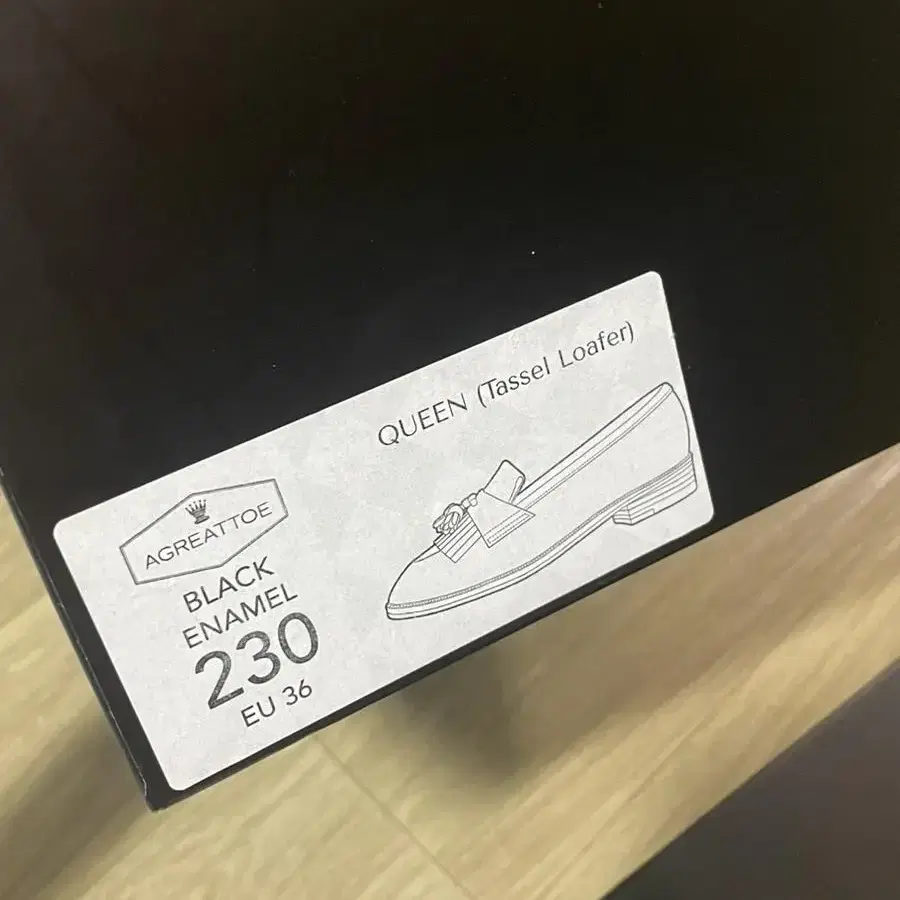 QUEEN (Tassel Loafer)
AGREATTOE
BLACK
ENAMEL
230
EU 36